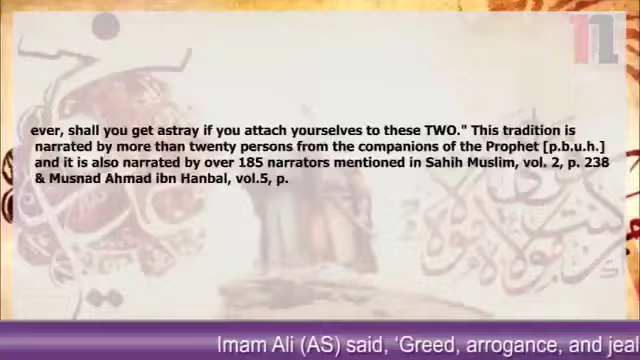 ever, shall you get astray if you attach yourselves to these TWO." This tradition is
narrated by more than twenty persons from the companions of the Prophet [p.b.u.h.]
and it is also narrated by over 185 narrators mentioned in Sahih Muslim, vol. 2, p. 238
& Musnad Ahmad ibn Hanbal, vol.5, p.
Imam Ali (AS) said, ‘Greed, arrogance, and jeal